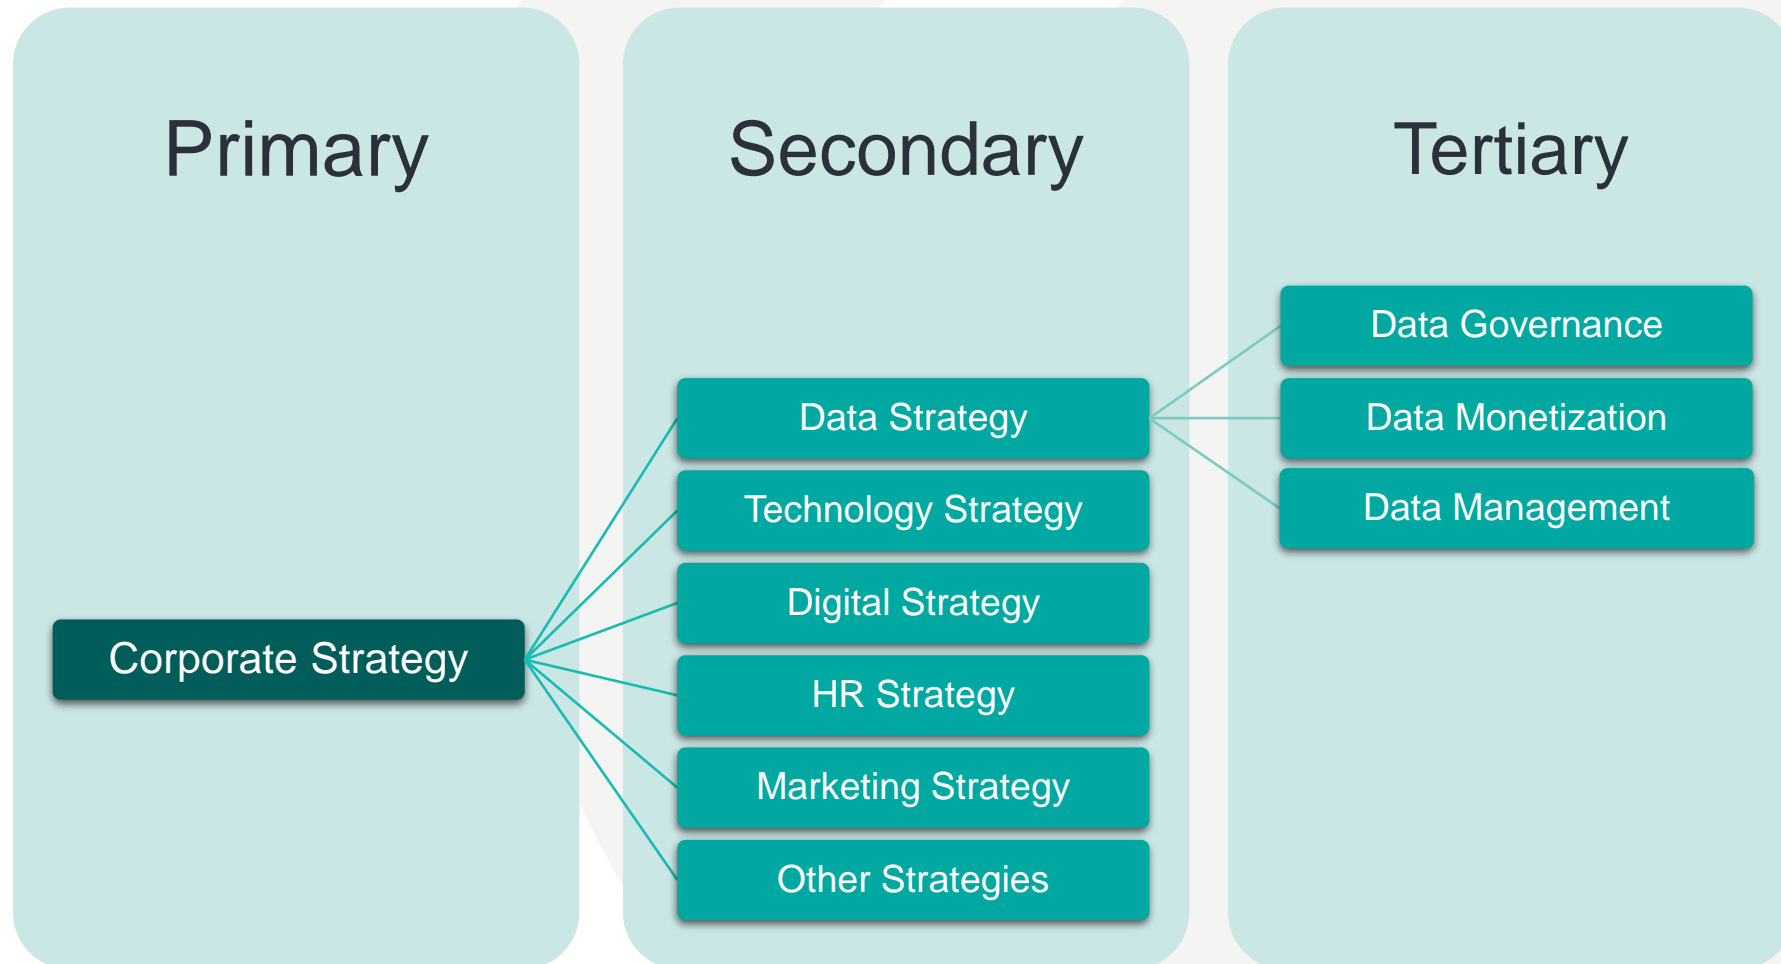 Primary
Secondary
Tertiary
Corporate Strategy
Data Strategy
Technology Strategy
Digital Strategy
HR Strategy
Marketing Strategy
Other Strategies
Data Governance
Data Monetization
Data Management